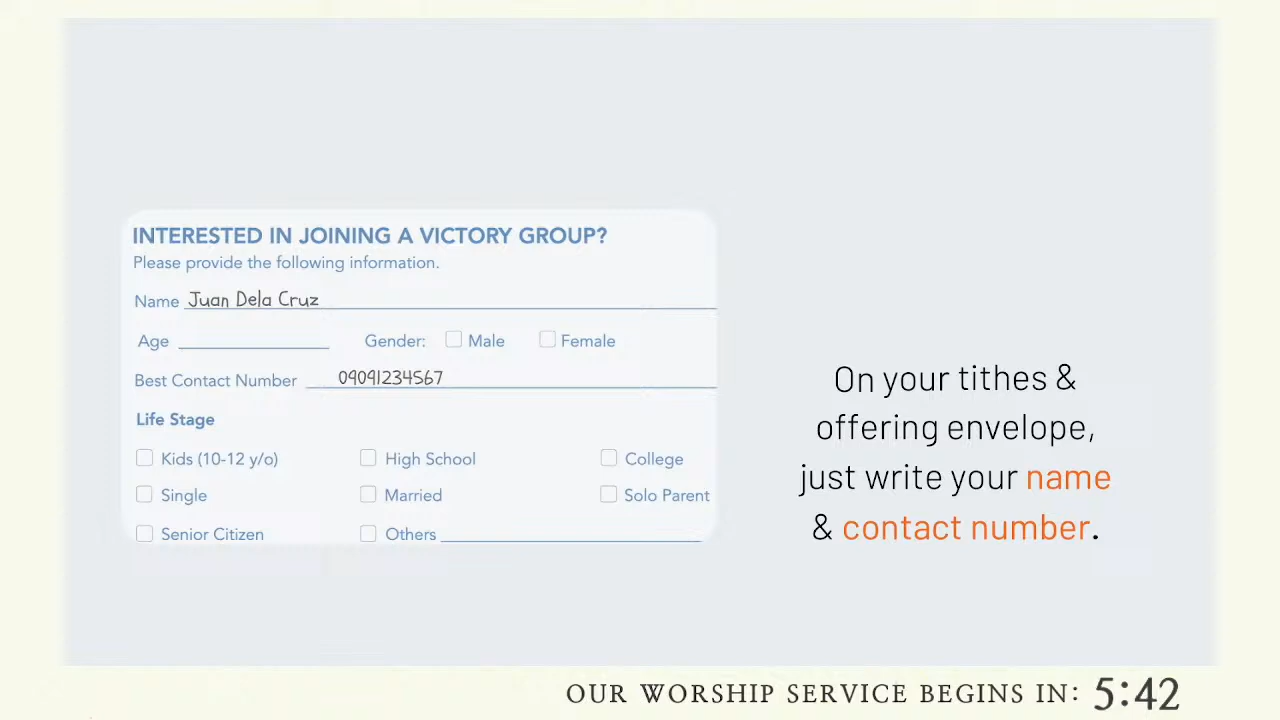 INTERESTED IN JOINING A VICTORY GROUP?
Please provide the following information.
Name Juan Dela Cruz
Age Gender: Male Female
Best Contact Number 09091234567
Life Stage
Kids (10-12 y/o) High School College
Single Married Solo Parent
Senior Citizen Others
On your tithes &
offering envelope,
just write your name
& contact number.
OUR WORSHIP SERVICE BEGINS IN: 5:42